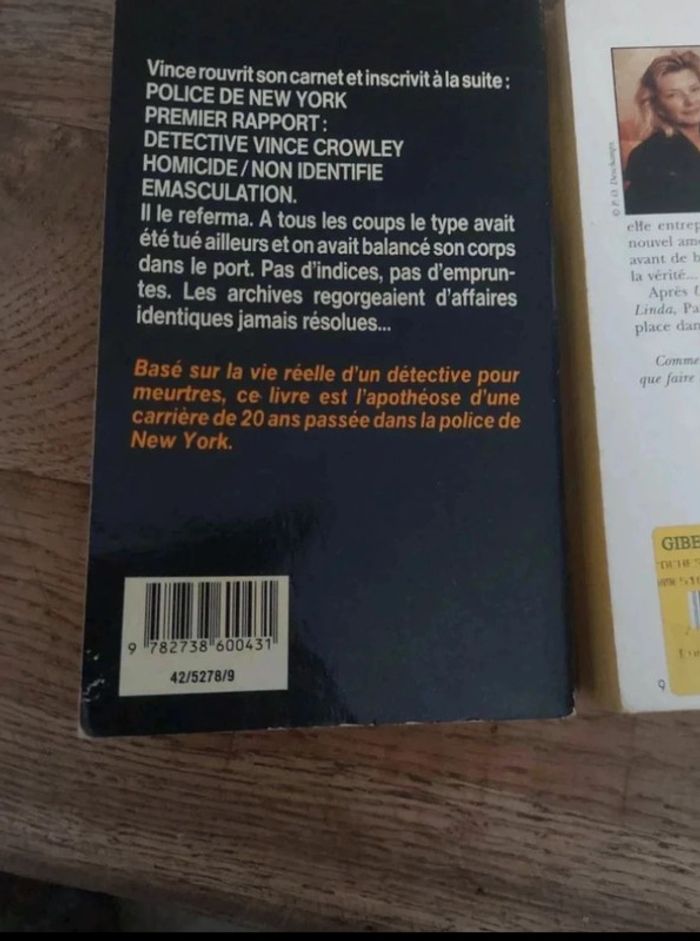 Vince rouvrit son carnet et inscrivit à la suite :
POLICE DE NEW YORK
PREMIER RAPPORT :
DETECTIVE VINCE CROWLEY
HOMICIDE / NON IDENTIFIE
EMASCULATION.
Il le referma. A tous les coups le type avait
été tué ailleurs et on avait balancé son corps
dans le port. Pas d'indices, pas d'emprun-
tes. Les archives regorgeaient d'affaires
identiques jamais résolues...
Basé sur la vie réelle d'un détective pour
meurtres, ce livre est l'apothéose d'une
carrière de 20 ans passée dans la police de
New York.
9 782738 600431
42/5278/9
© P. O. Deschamps
elle entrep
nouvel am
avant de b
la vérité...
Après
Linda, Pa
place dan
Comme
que faire
GIBE
9